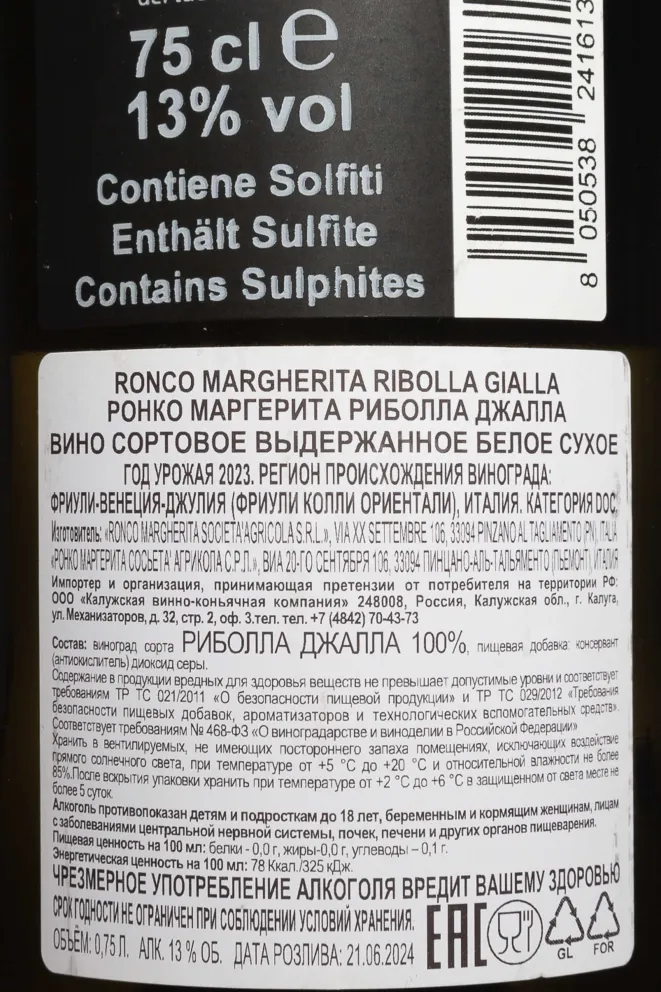 75 cl e
13% vol
Contiene Solfiti
Enthält Sulfite
Contains Sulphites
8 050538 24161
RONCO MARGHERITA RIBOLLA GIALLA
РОНКО МАРГЕРИТА РИБОЛЛА ДЖАЛЛА
ВИНО СОРТОВОЕ ВЫДЕРЖАННОЕ БЕЛОЕ СУХОЕ
ГОД УРОЖАЯ 2023. РЕГИОН ПРОИСХОЖДЕНИЯ ВИНОГРАДА:
ФРИУЛИ-ВЕНЕЦИЯ-ДЖУЛИЯ (ФРИУЛИ КОЛЛИ ОРИЕНТАЛИ), ИТАЛИЯ. КАТЕГОРИЯ DOC.
Изготовитель: «RONCO MARGHERITA SOCIETA'AGRICOLA S.R.L.», VIA XX SETTEMBRE 106, 33094 PINZANO AL TAGLIAMENTO (PN), ITALIA
«РОНКО МАРГЕРИТА СОСЬЕТА' АГРИКОЛА С.Р.Л.», ВИА 20-ГО СЕНТЯБРЯ 106, 33094 ПИНЦАНО-АЛЬ-ТАЛЬЯМЕНТО (ПЬЕМОНТ), ИТАЛИЯ
Импортер и организация, принимающая претензии от потребителя на территории РФ:
ООО «Калужская винно-коньячная компания» 248008, Россия, Калужская обл., г. Калуга,
ул. Механизаторов, д. 32, стр. 2, оф. 3.тел. тел. +7 (4842) 70-43-73
Состав: виноград сорта РИБОЛЛА ДЖАЛЛА 100%, пищевая добавка: консервант
(антиокислитель) диоксид серы.
Содержание в продукции вредных для здоровья веществ не превышает допустимые уровни и соответствует
требованиям ТР ТС 021/2011 «О безопасности пищевой продукции» и ТР ТС 029/2012 «Требования
безопасности пищевых добавок, ароматизаторов и технологических вспомогательных средств».
Соответствует требованиям № 468-ФЗ «О виноградарстве и виноделии в Российской Федерации»
Хранить в вентилируемых, не имеющих постороннего запаха помещениях, исключающих воздействие
прямого солнечного света, при температуре от +5 °C до +20 °C и относительной влажности не более
85%.После вскрытия упаковки хранить при температуре от +2 °C до +6 °C в защищенном от света месте не
более 5 суток.
Алкоголь противопоказан детям и подросткам до 18 лет, беременным и кормящим женщинам, лицам
с заболеваниями центральной нервной системы, почек, печени и других органов пищеварения.
Пищевая ценность на 100 мл: белки - 0,0 г, жиры-0,0 г, углеводы – 0,1 г.
Энергетическая ценность на 100 мл: 78 Ккал./325 кДж.
ЧРЕЗМЕРНОЕ УПОТРЕБЛЕНИЕ АЛКОГОЛЯ ВРЕДИТ ВАШЕМУ ЗДОРОВЬЮ
СРОК ГОДНОСТИ НЕ ОГРАНИЧЕН ПРИ СОБЛЮДЕНИИ УСЛОВИЙ ХРАНЕНИЯ.
ОБЪЁМ: 0,75 Л. АЛК. 13 % ОБ. ДАТА РОЗЛИВА: 21.06.2024
EAC
GL FOR